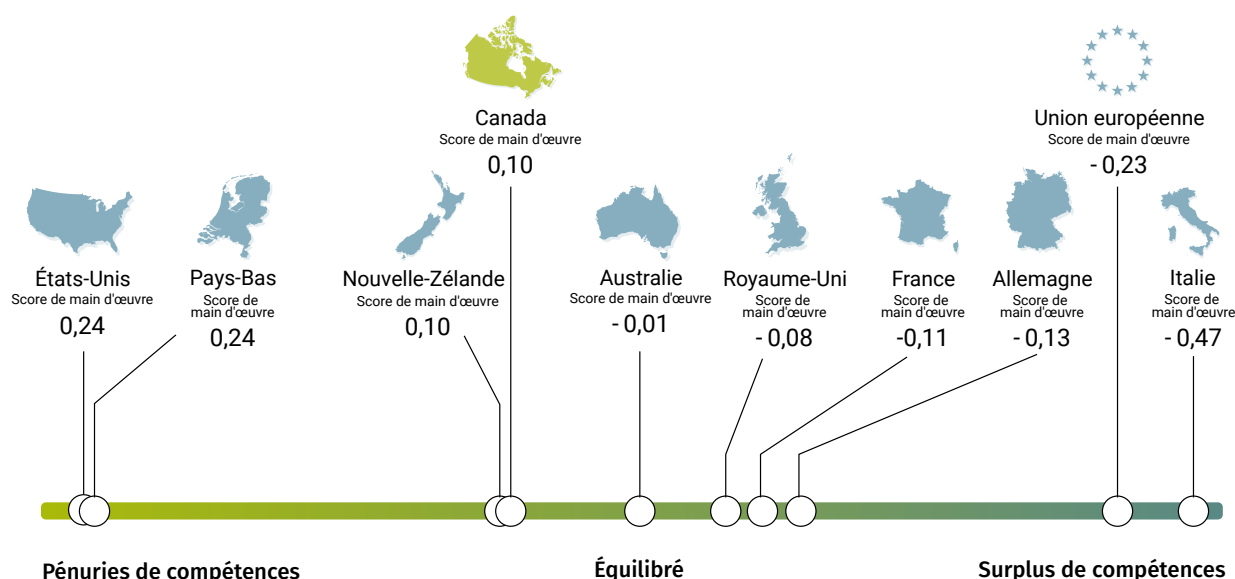 Canada
Score de main d'œuvre
0,10
Union européenne
Score de main d'œuvre
- 0,23
États-Unis
Score de main d'œuvre
0,24
Pays-Bas
Score de
main d'œuvre
0,24
Nouvelle-Zélande
Score de main d'œuvre
0,10
Australie
Score de main d'œuvre
- 0,01
Royaume-Uni
Score de
main d'œuvre
- 0,08
France
Score de
main d'œuvre
-0,11
Allemagne
Score de
main d'œuvre
- 0,13
Italie
Score de
main d'œuvre
- 0,47
Pénuries de compétences
Équilibré
Surplus de compétences